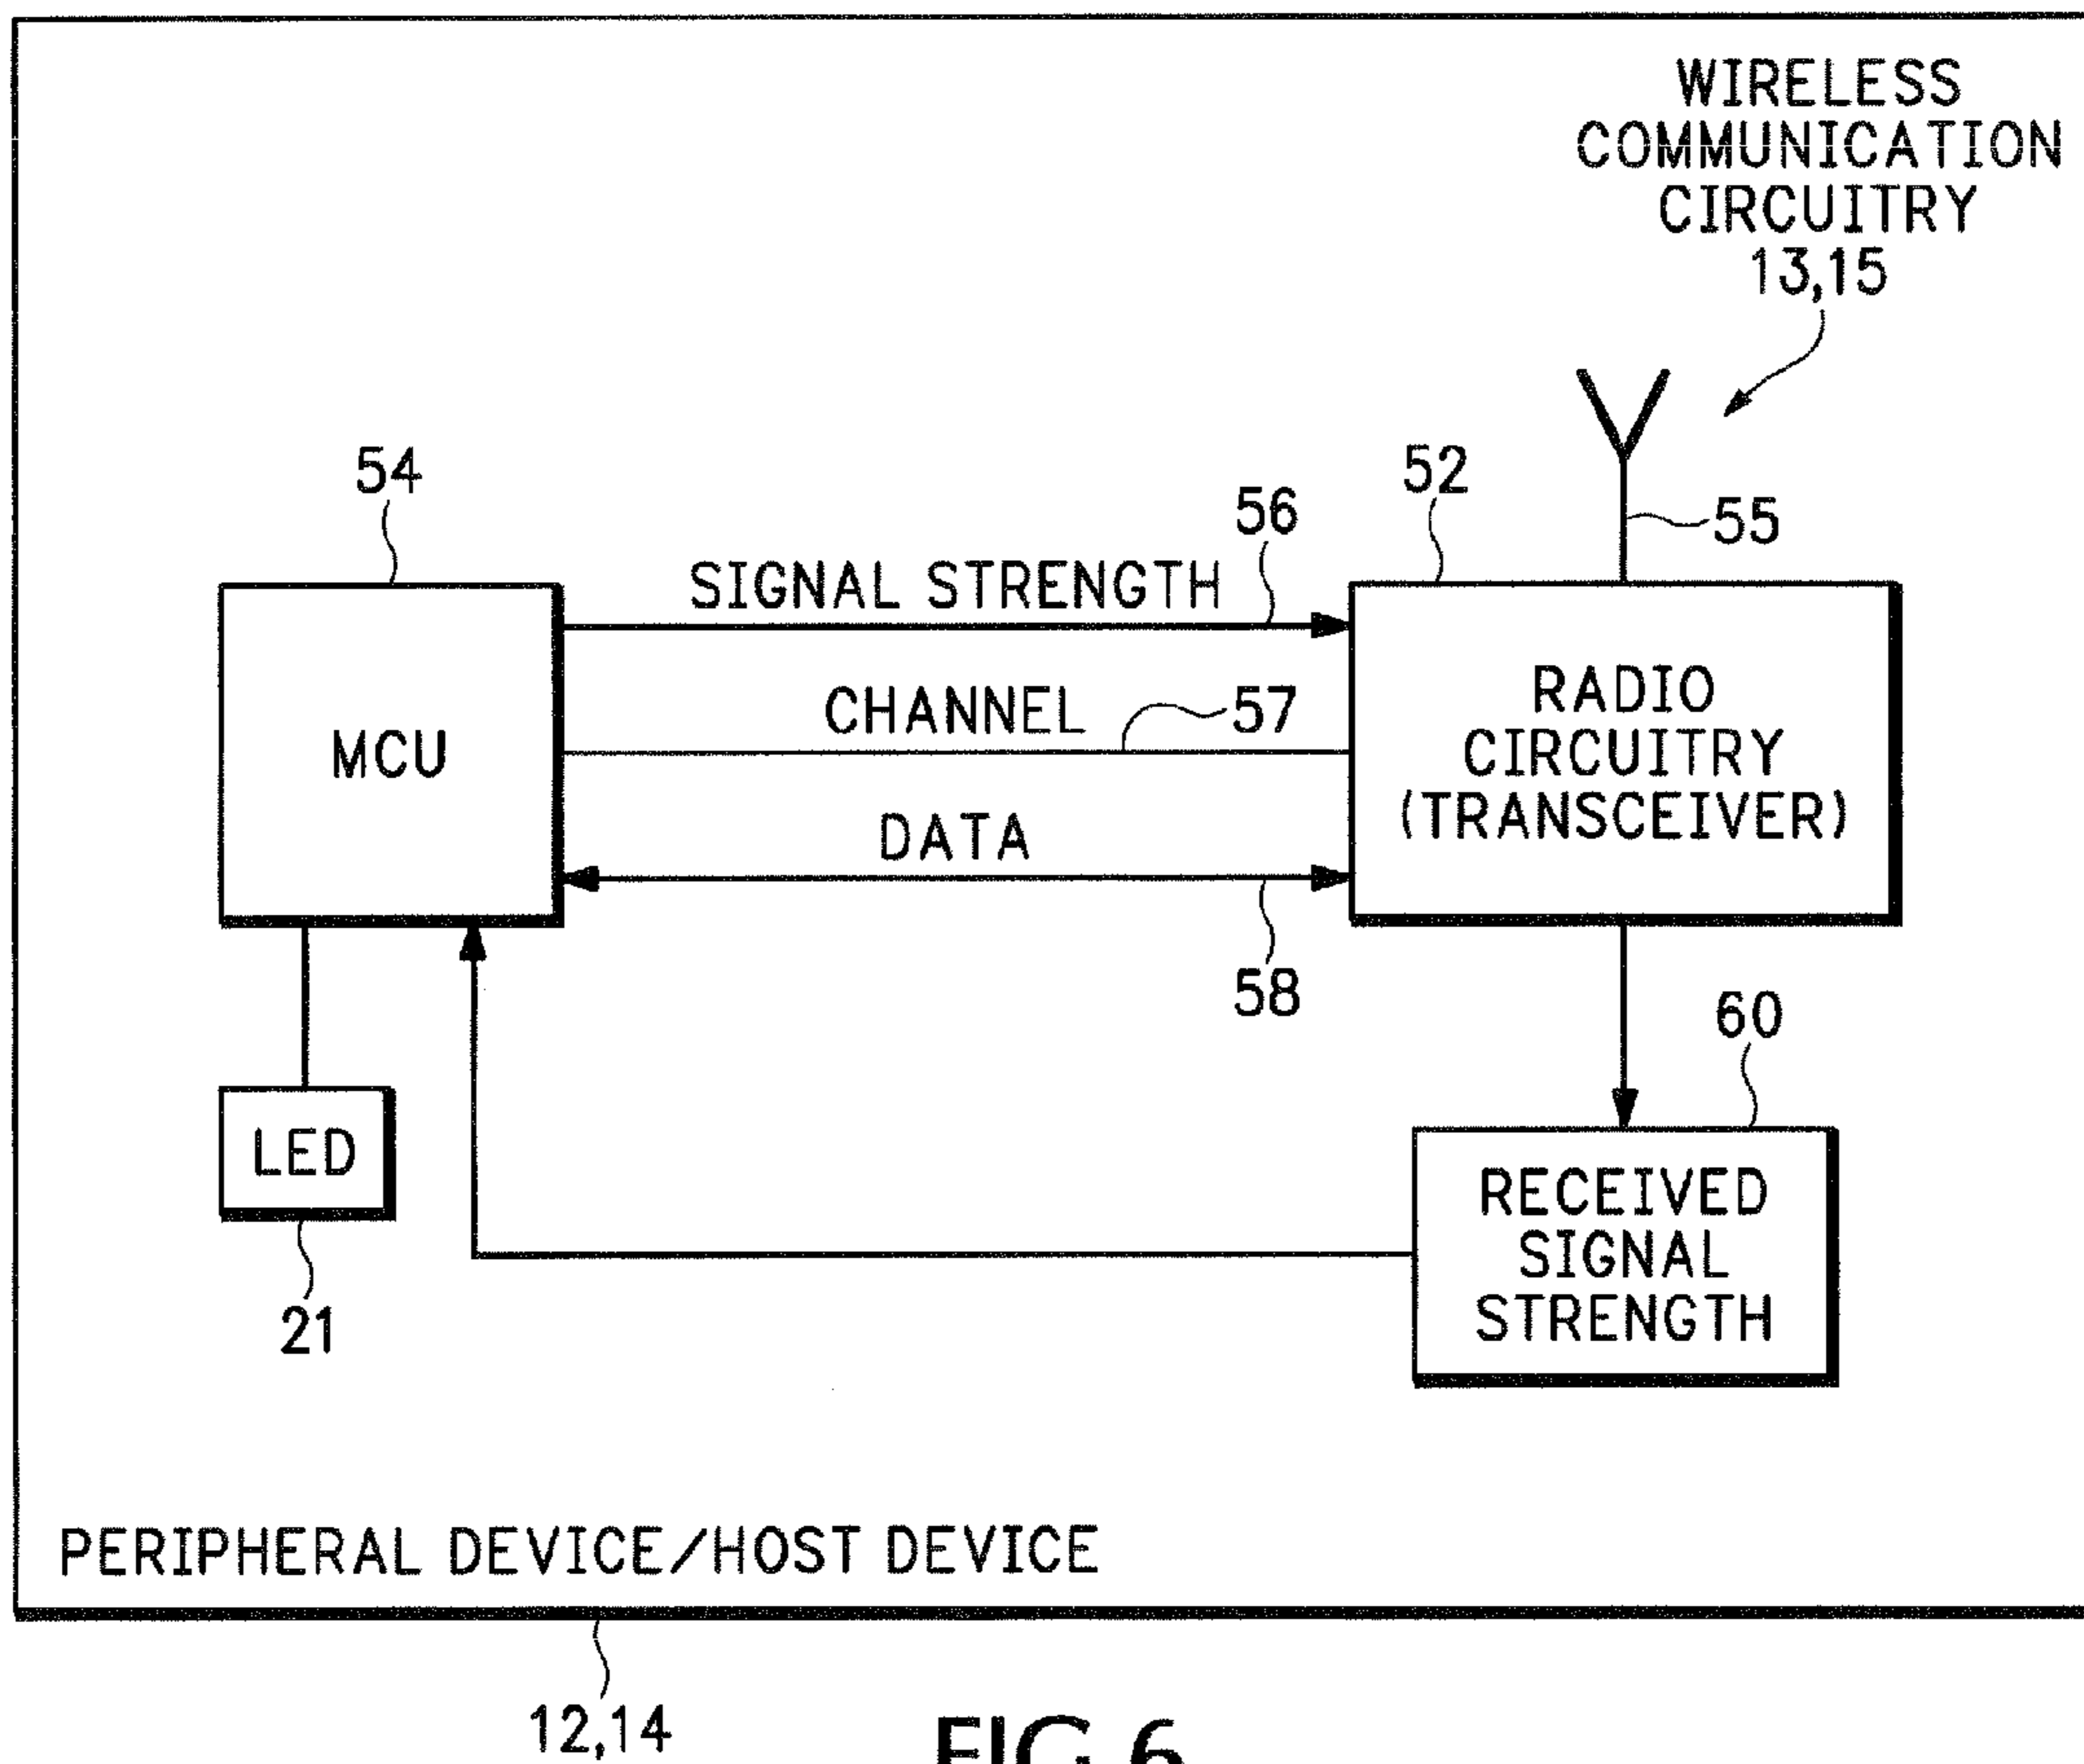 WIRELESS
COMMUNICATION
CIRCUITRY
13,15
54
52
56
55
SIGNAL STRENGTH
CHANNEL
57
MCU
RADIO
CIRCUITRY
(TRANSCEIVER)
DATA
58
60
LED
21
RECEIVED
SIGNAL
STRENGTH
PERIPHERAL DEVICE/HOST DEVICE
12,14
FIG.6